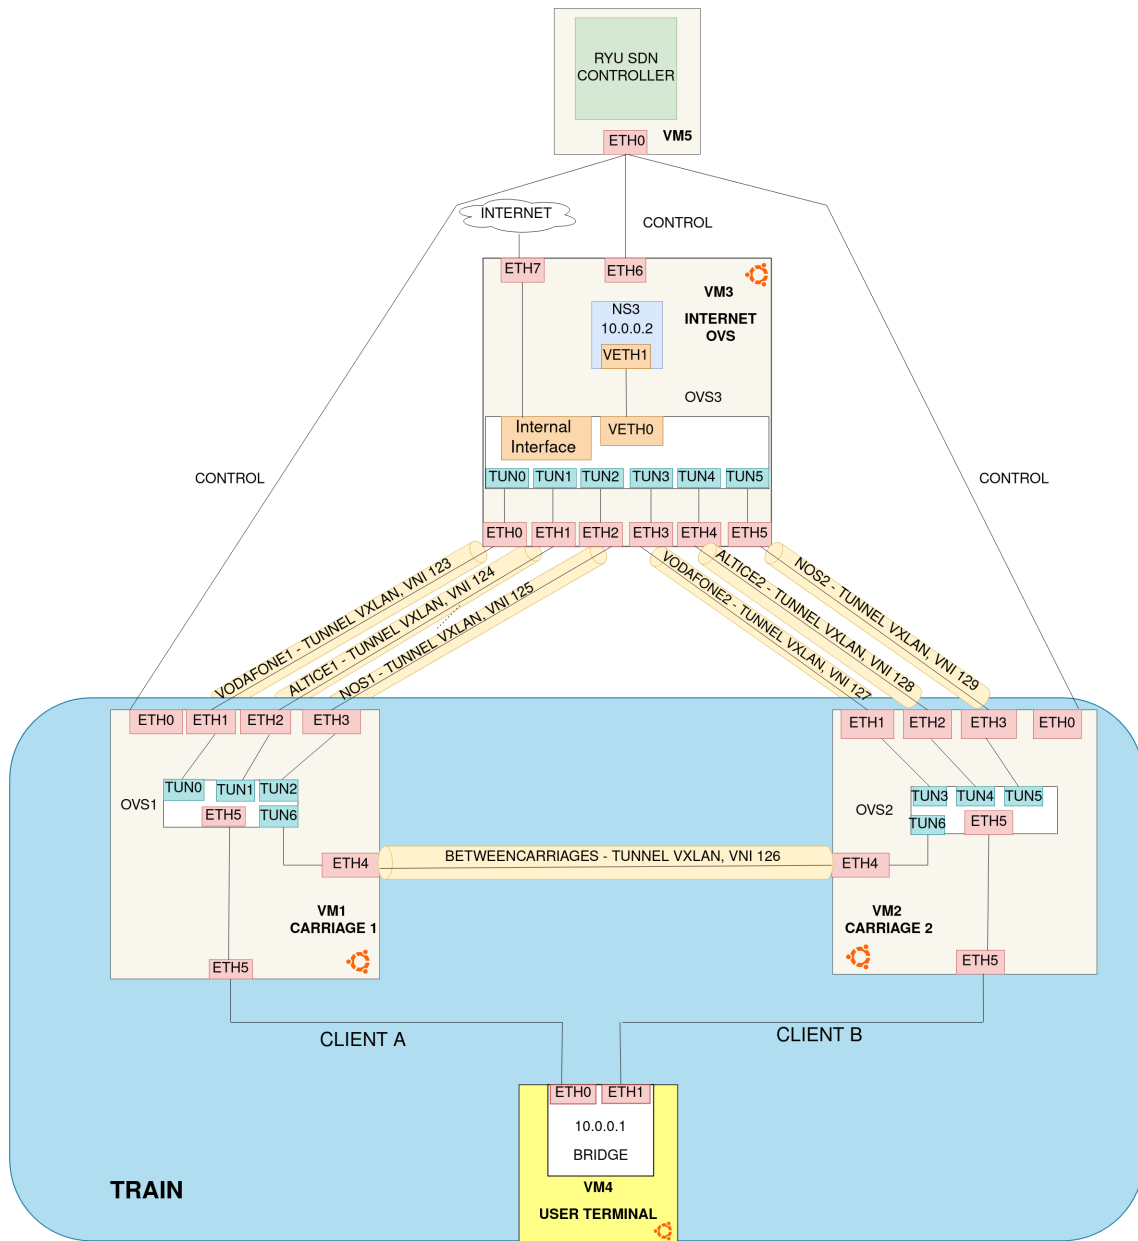 RYU SDN
CONTROLLER
ETH0
VM5
INTERNET
CONTROL
ETH7
ETH6
VM3
INTERNET
OVS
NS3
10.0.0.2
VETH1
OVS3
Internal
Interface
VETH0
CONTROL
CONTROL
TUN0
TUN1
TUN2
TUN3
TUN4
TUN5
ETH0
ETH1
ETH2
ETH3
ETH4
ETH5
VODAFONE1 - TUNNEL VXLAN, VNI 123
ALTICE1 - TUNNEL VXLAN, VNI 124
NOS1 - TUNNEL VXLAN, VNI 125
VODAFONE2 - TUNNEL VXLAN, VNI 127
ALTICE2 - TUNNEL VXLAN, VNI 128
NOS2 - TUNNEL VXLAN, VNI 129
ETH0
ETH1
ETH2
ETH3
ETH1
ETH2
ETH3
ETH0
OVS1
TUN0
TUN1
TUN2
ETH5
TUN6
OVS2
TUN3
TUN4
TUN5
TUN6
ETH5
ETH4
BETWEENCARRIAGES - TUNNEL VXLAN, VNI 126
ETH4
VM1
CARRIAGE 1
VM2
CARRIAGE 2
ETH5
ETH5
CLIENT A
CLIENT B
ETH0
ETH1
10.0.0.1
BRIDGE
VM4
USER TERMINAL
TRAIN